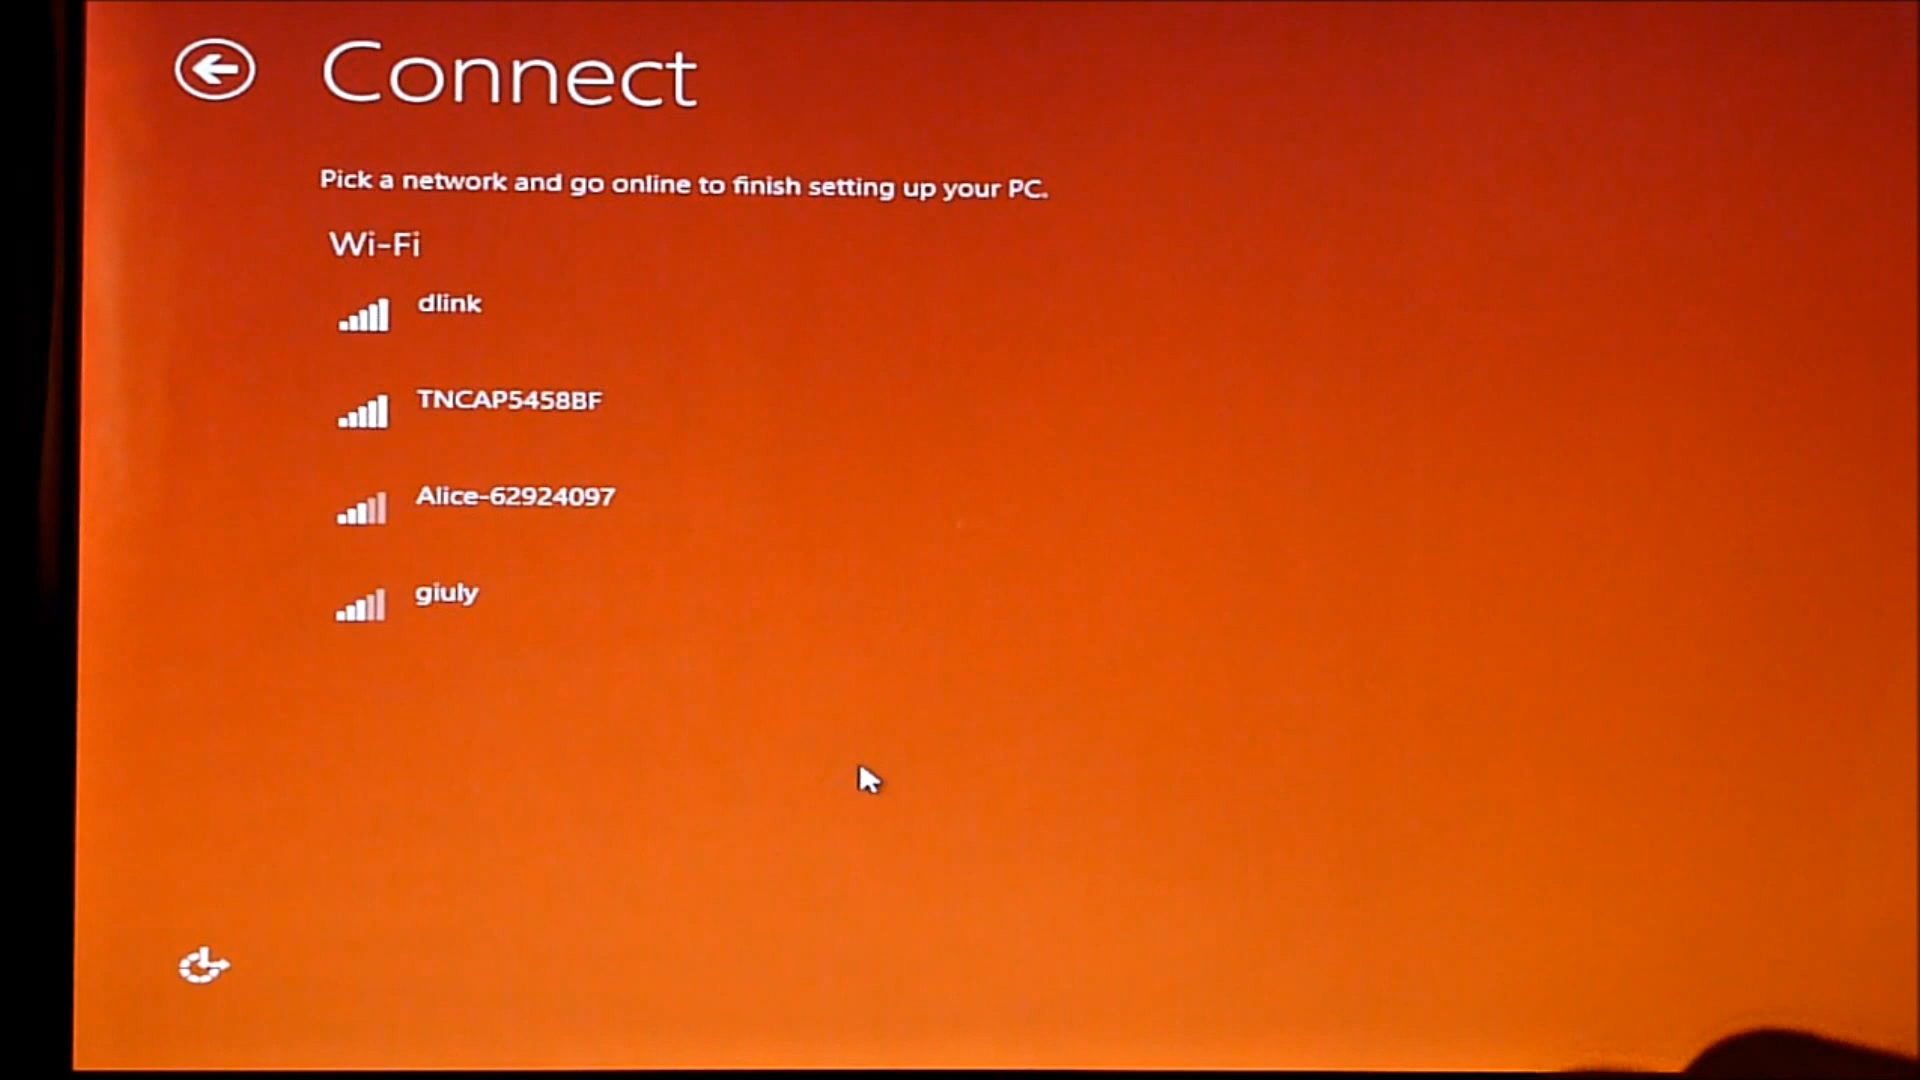 Connect
Pick a network and go online to finish setting up your PC.
Wi-Fi
dlink
TNCAP5458BF
Alice-62924097
giuly